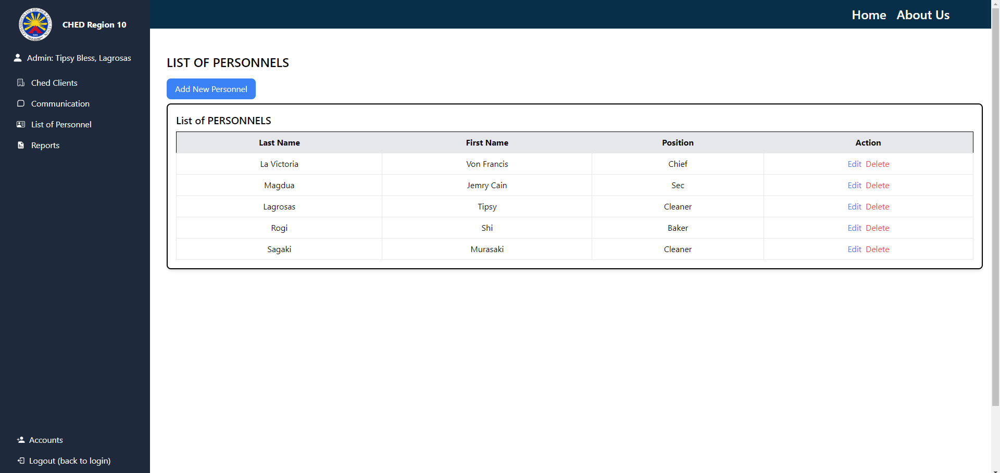 CHED Region 10
Admin: Tipsy Bless, Lagrosas
Ched Clients
Communication
List of Personnel
Reports
Accounts
Logout (back to login)
Home About Us
LIST OF PERSONNELS
Add New Personnel
List of PERSONNELS
Last Name First Name Position Action
La Victoria Von Francis Chief Edit Delete
Magdua Jemry Cain Sec Edit Delete
Lagrosas Tipsy Cleaner Edit Delete
Rogi Shi Baker Edit Delete
Sagaki Murasaki Cleaner Edit Delete